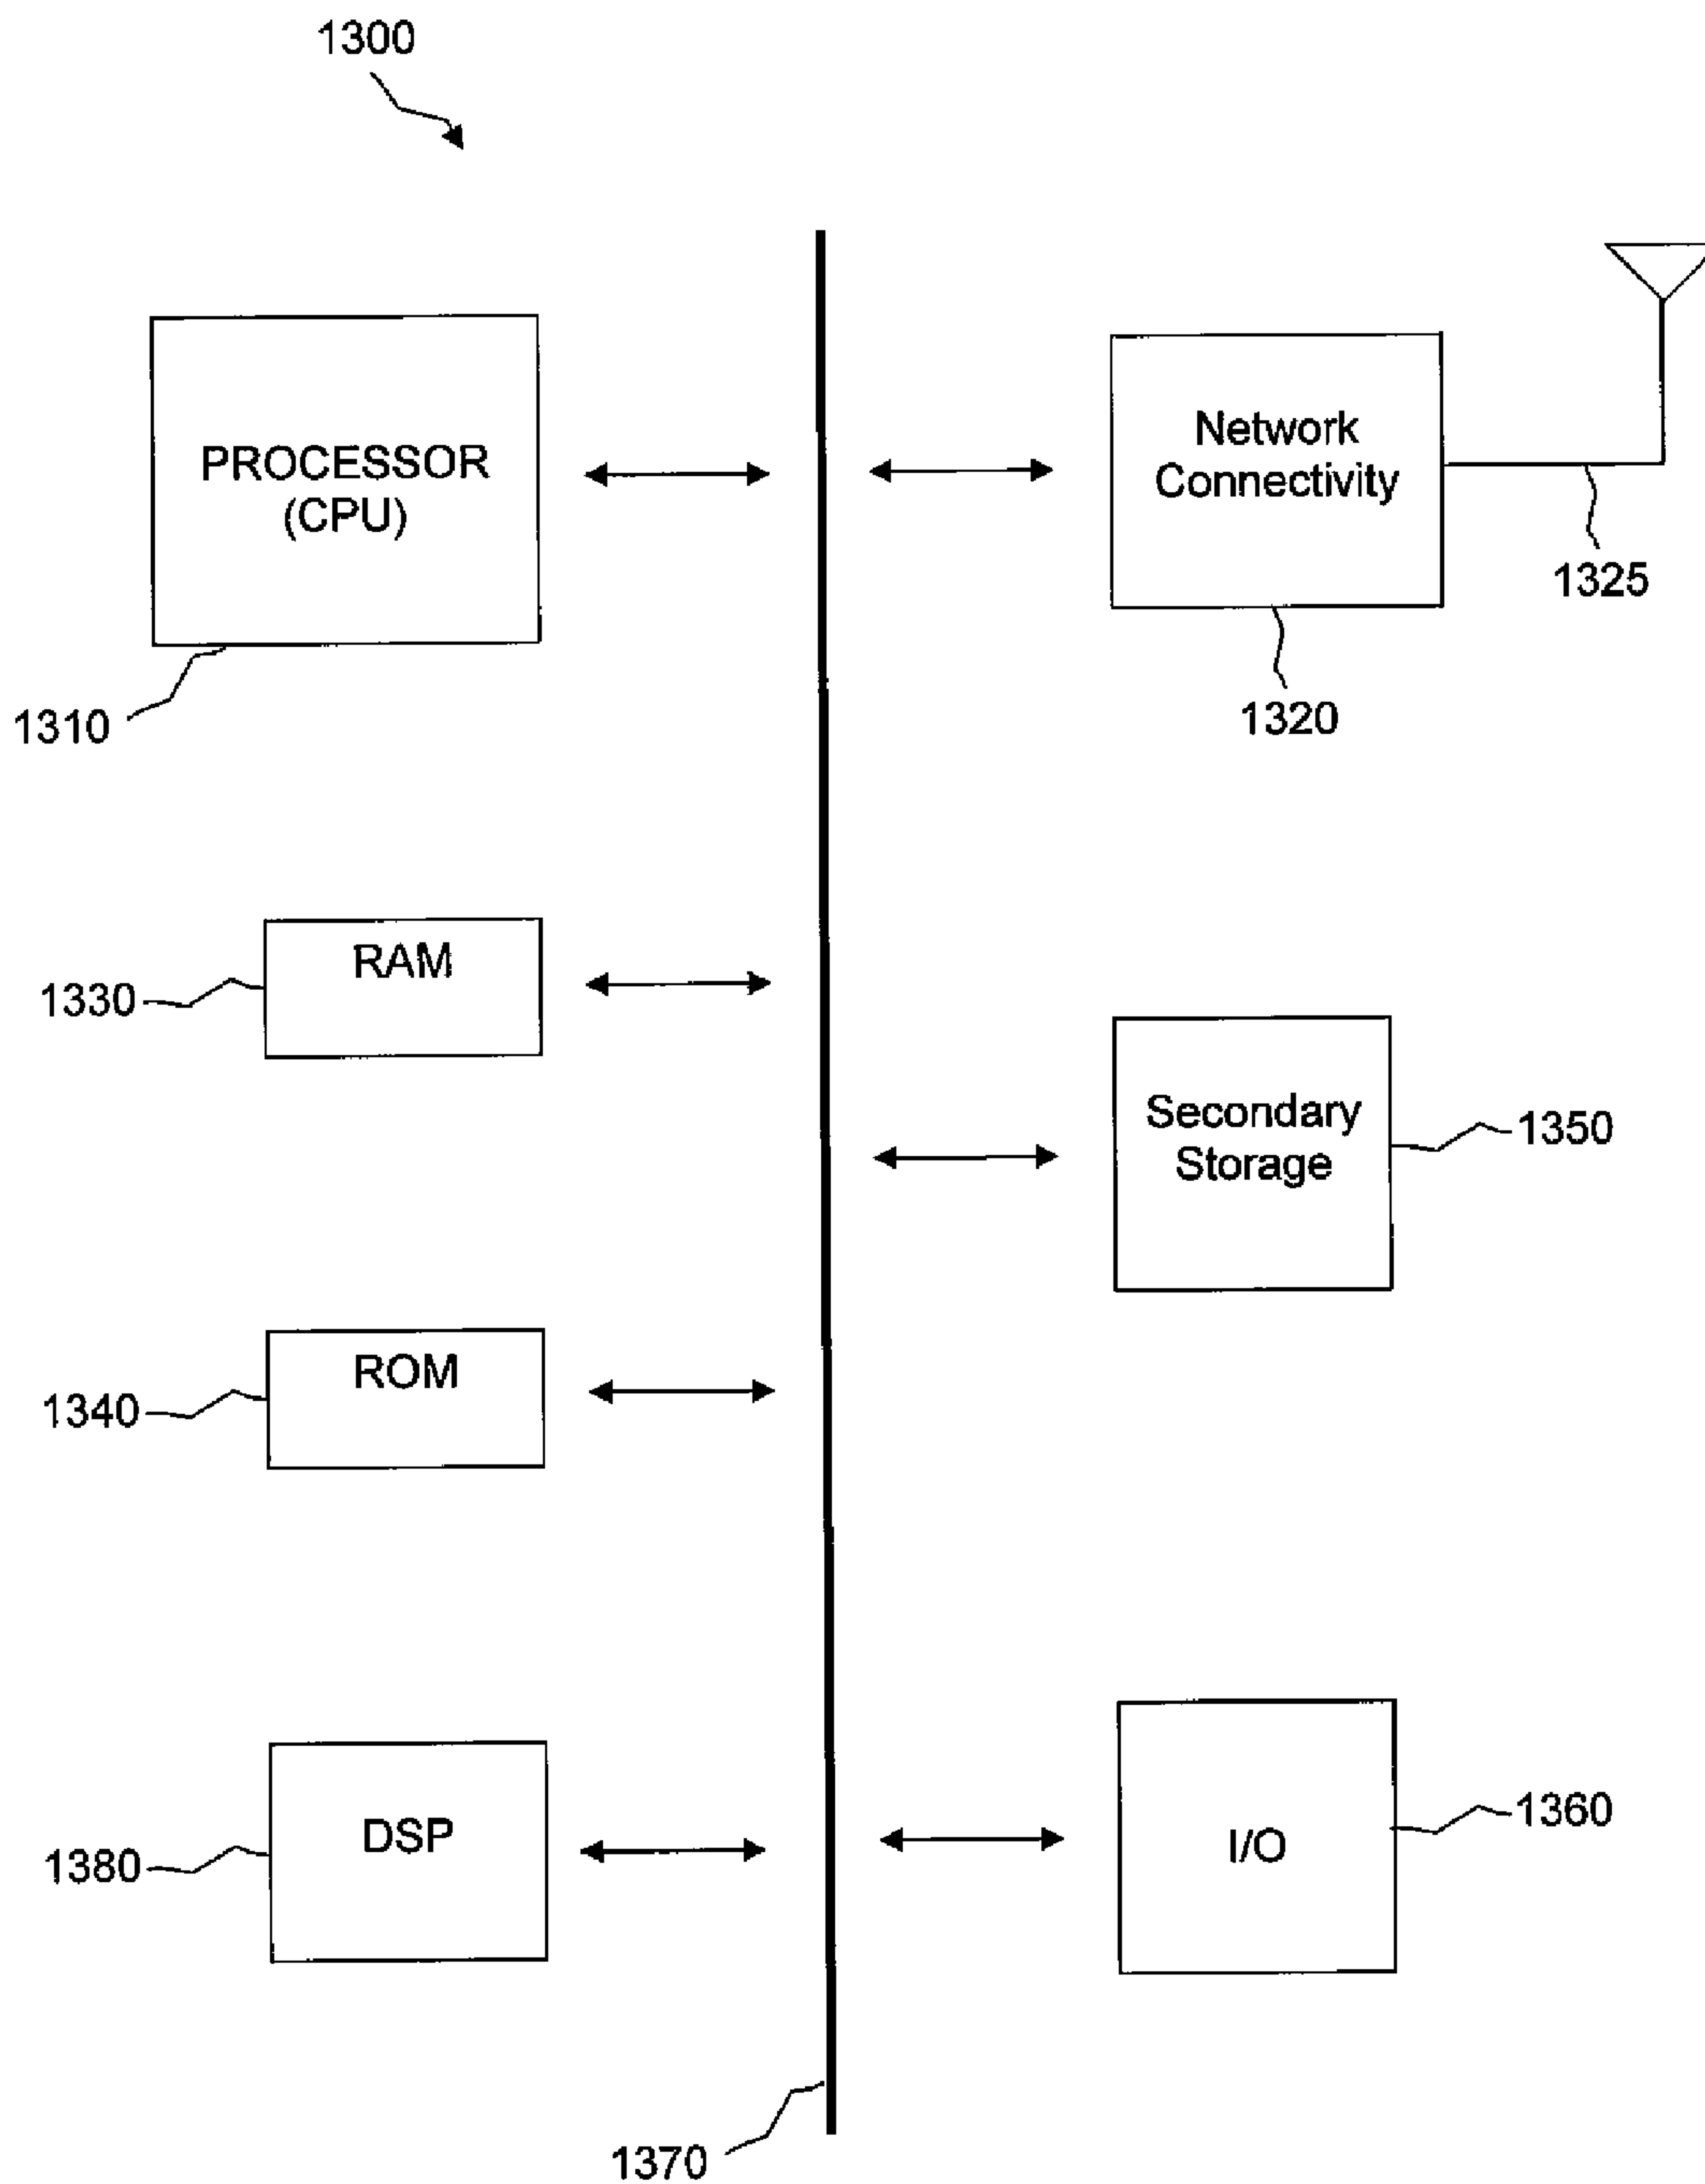 1300
PROCESSOR
(CPU)
1310
Network
Connectivity
1325
1320
RAM
1330
Secondary
Storage
1350
ROM
1340
DSP
1380
I/O
1360
1370